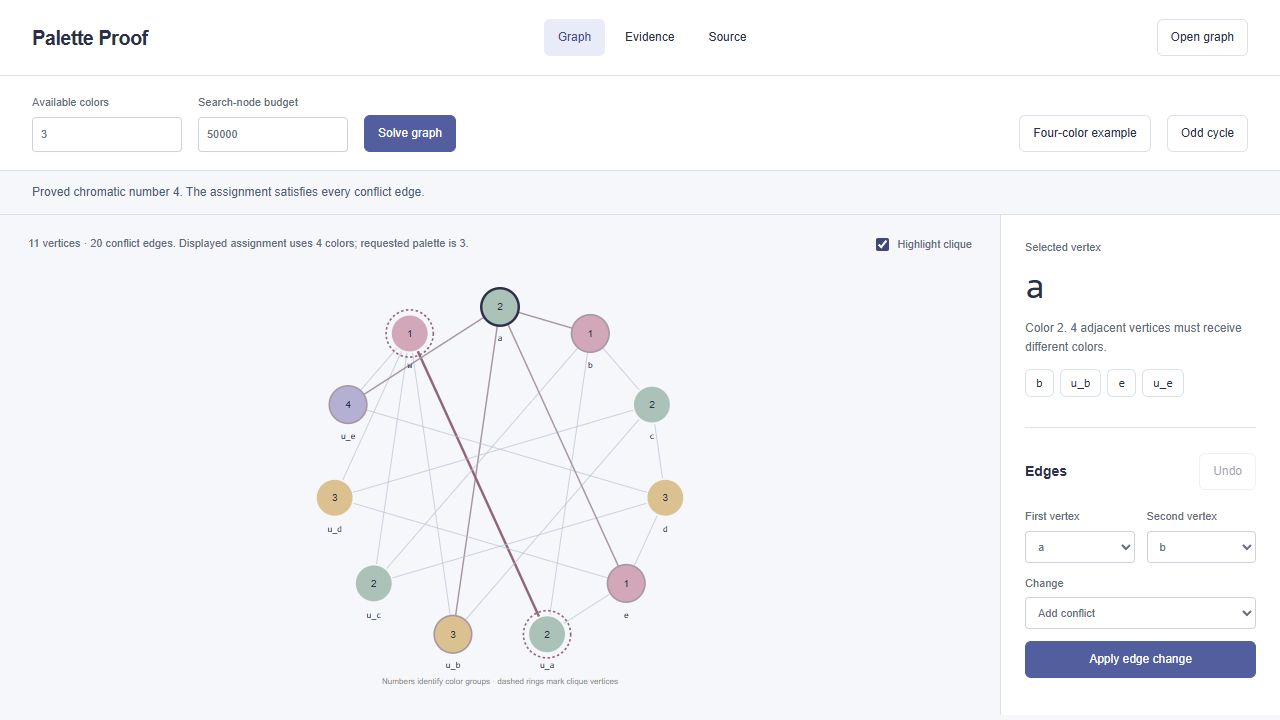 Palette Proof
Graph
Evidence
Source
Open graph
Available colors
Search-node budget
3
50000
Solve graph
Four-color example
Odd cycle
Proved chromatic number 4. The assignment satisfies every conflict edge.
11 vertices · 20 conflict edges. Displayed assignment uses 4 colors; requested palette is 3.
Highlight clique
2
a
1
w
1
b
4
u_e
2
c
3
u_d
3
d
2
u_c
1
e
3
u_b
2
u_a
Numbers identify color groups · dashed rings mark clique vertices
Selected vertex
a
Color 2. 4 adjacent vertices must receive
different colors.
b
u_b
e
u_e
Edges
Undo
First vertex
Second vertex
a
b
Change
Add conflict
Apply edge change